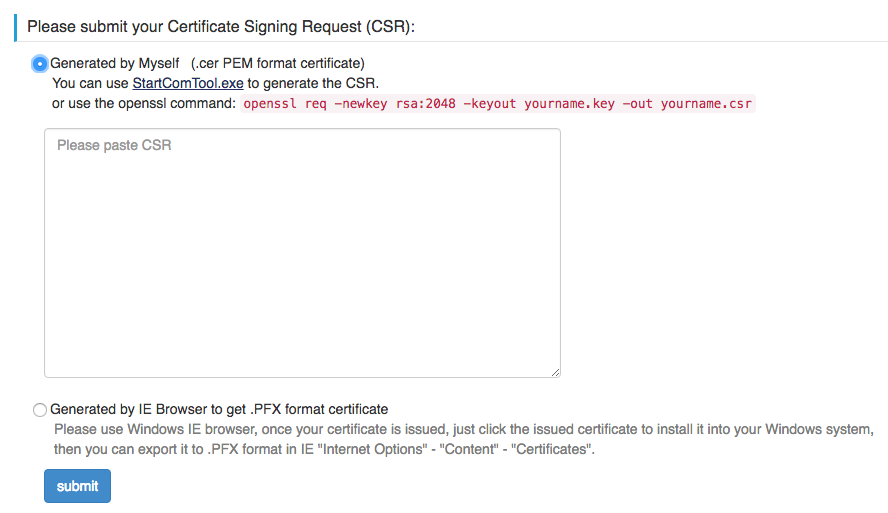 Please submit your Certificate Signing Request (CSR):
Generated by Myself (.cer PEM format certificate)
You can use StartComTool.exe to generate the CSR.
or use the openssl command: openssl req –newkey rsa:2048 –keyout yourname.key –out yourname.csr
Please paste CSR
Generated by IE Browser to get .PFX format certificate
Please use Windows IE browser, once your certificate is issued, just click the issued certificate to install it into your Windows system,
then you can export it to .PFX format in IE "Internet Options" - "Content" - "Certificates".
submit